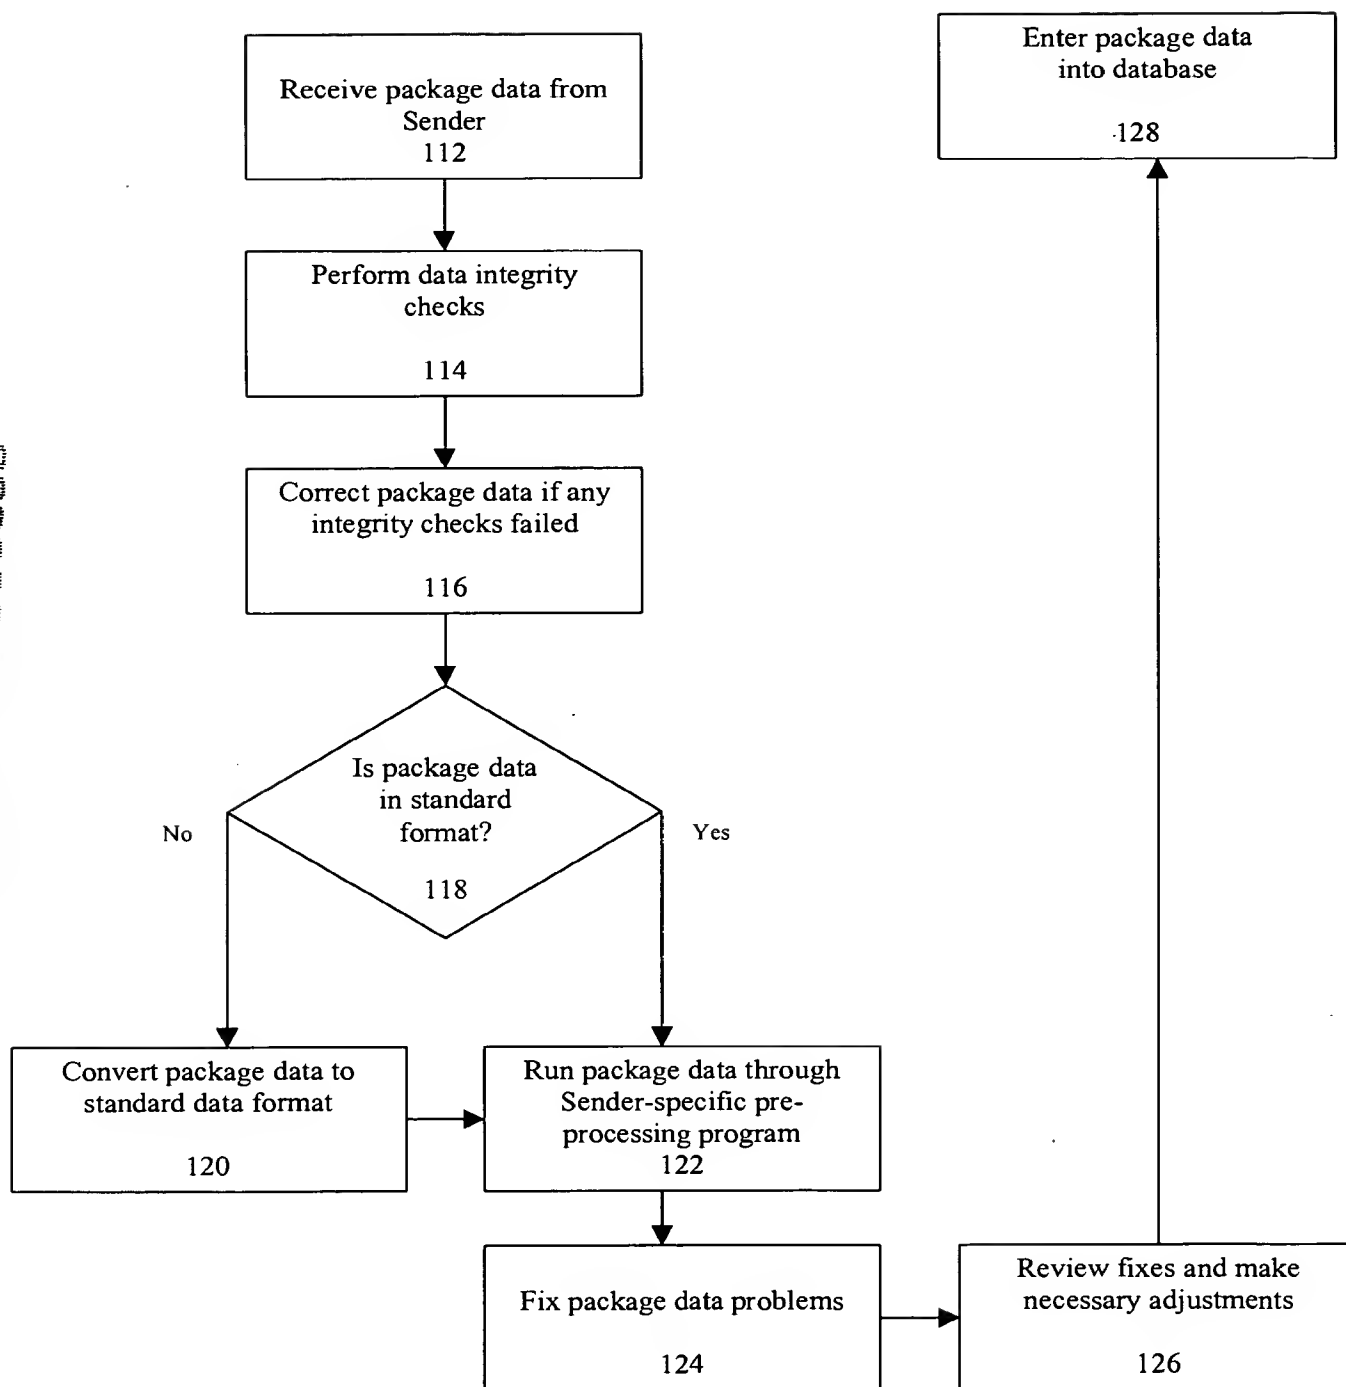 Receive package data from
Sender
112
Perform data integrity
checks
114
Correct package data if any
integrity checks failed
116
Is package data
in standard
format?
118
No
Yes
Convert package data to
standard data format
120
Run package data through
Sender-specific pre-
processing program
122
Fix package data problems
124
Review fixes and make
necessary adjustments
126
Enter package data
into database
128